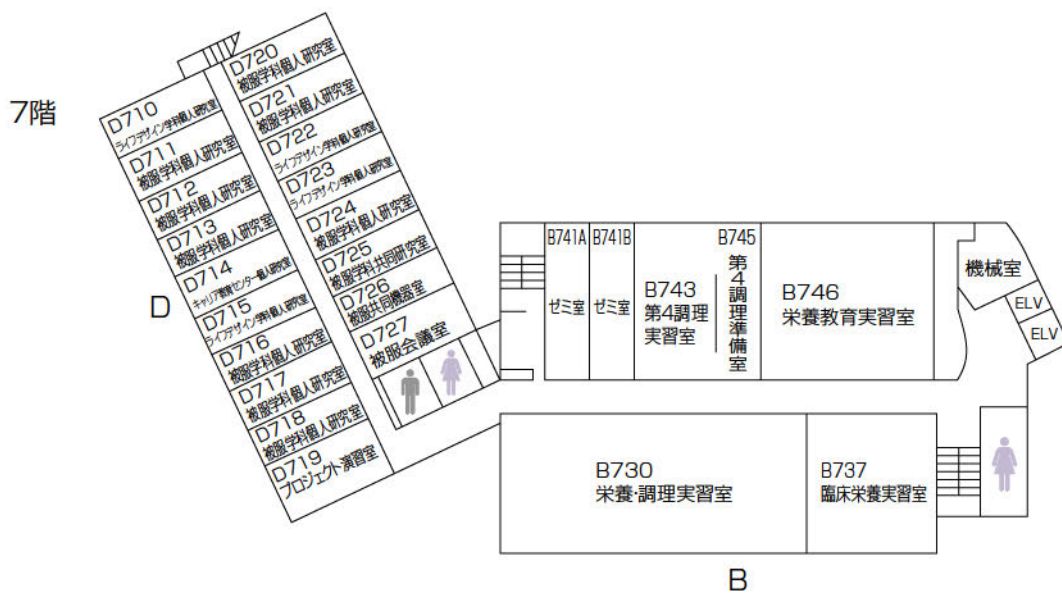 7階
D710
ライフデザイン学科個人研究室
D711
被服学科個人研究室
D712
被服学科個人研究室
D713
被服学科個人研究室
D714
キャリア教育センター個人研究室
D715
ライフデザイン学科個人研究室
D716
被服学科個人研究室
D717
被服学科個人研究室
D718
被服学科個人研究室
D719
プロジェクト演習室
D720
被服学科個人研究室
D721
被服学科個人研究室
D722
ライフデザイン学科個人研究室
D723
ライフデザイン学科個人研究室
D724
被服学科個人研究室
D725
被服学科共同研究室
D726
被服共同機器室
D727
被服会議室
D
B741A
ゼミ室
B741B
ゼミ室
B743
第4調理
実習室
B745
第4調理準備室
B746
栄養教育実習室
機械室
ELV
ELV
B730
栄養・調理実習室
B737
臨床栄養実習室
B